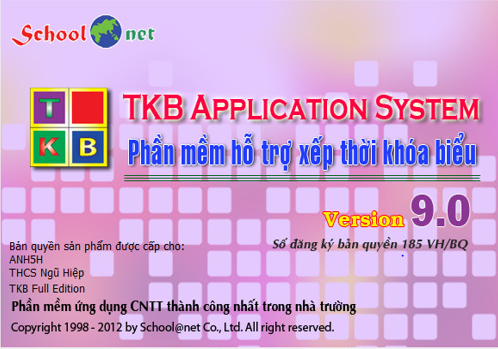 School net
T
K B
TKB APPLICATION SYSTEM
Phần mềm hỗ trợ xếp thời khóa biểu
Version 9.0
Số đăng ký bản quyền 185 VH/BQ
Bản quyền sản phẩm được cấp cho:
ANH5H
THCS Ngũ Hiệp
TKB Full Edition
Phần mềm ứng dụng CNTT thành công nhất trong nhà trường
Copyright 1998 - 2012 by School@net Co., Ltd. All right reserved.